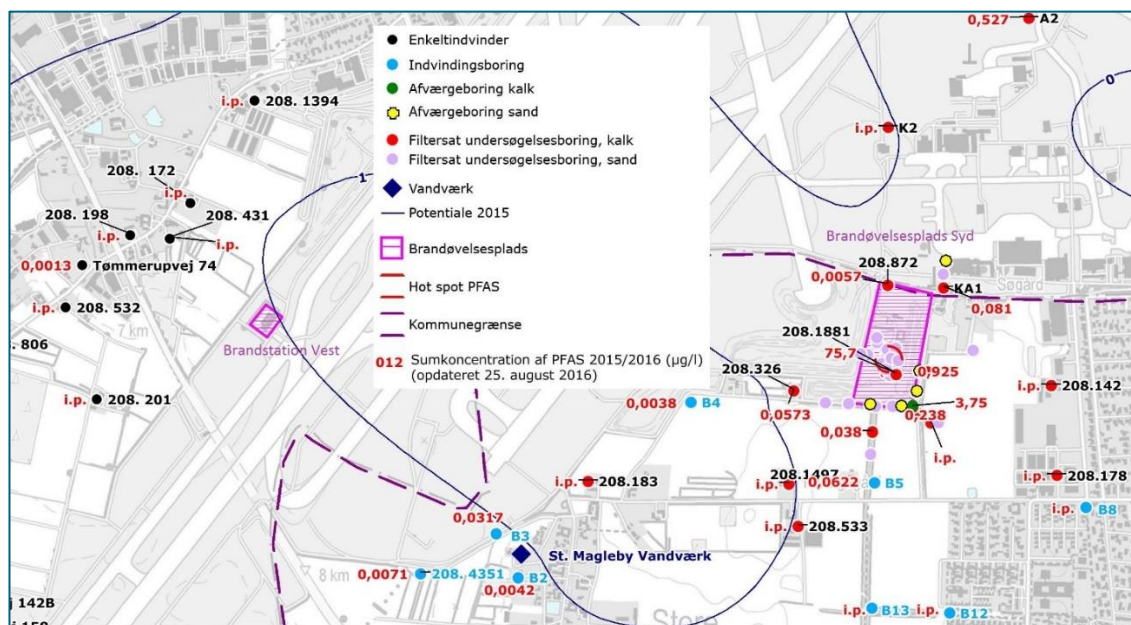 Enkeltindvinder
Indvindingsboring
Afværgeboring kalk
Afværgeboring sand
Filtersat undersøgelsesboring, kalk
Filtersat undersøgelsesboring, sand
Vandværk
Potentiale 2015
Brandøvelsesplads
Hot spot PFAS
Kommunegrænse
012 Sumkoncentration af PFAS 2015/2016 (µg/l)
(opdateret 25. august 2016)
0,527 A2
0
i.p. 208. 1394
i.p. K2
208. 172
i.p.
1
208. 198
208. 431
i.p.
i.p.
Brandøvelsesplads Syd
0,0013 Tømmerupvej 74
208.872
0,0057
Søgård
KA1
0,081
i.p. 208. 532
7 km
. 806
Brandstation Vest
208.1881
75,7
208.326
0,925
i.p. 208.142
i.p. 208. 201
0,0038 B4
0,0573
3,75
0,238
0,038
i.p.
i.p. 208.183
208.1497
i.p.
0,0622 B5
i.p. 208.178
0,0317
B3
i.p. 208.533
i.p. B8
St. Magleby Vandværk
8 km
0,0071 208. 4351
B2
0,0042
j 142B
Store
i.p. B13
i.p. B12